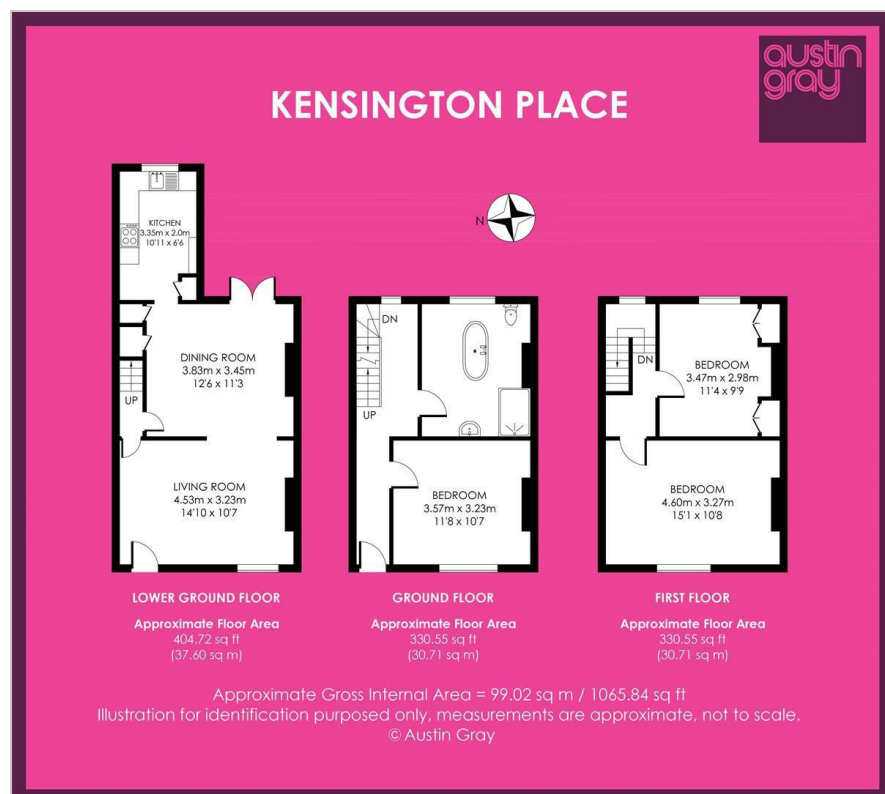 austin
gray
KENSINGTON PLACE
N
KITCHEN
3.35m x 2.0m
10'11 x 6'6
DINING ROOM
3.83m x 3.45m
12'6 x 11'3
UP
LIVING ROOM
4.53m x 3.23m
14'10 x 10'7
DN
UP
BEDROOM
3.57m x 3.23m
11'8 x 10'7
DN
BEDROOM
3.47m x 2.98m
11'4 x 9'9
BEDROOM
4.60m x 3.27m
15'1 x 10'8
LOWER GROUND FLOOR
Approximate Floor Area
404.72 sq ft
(37.60 sq m)
GROUND FLOOR
Approximate Floor Area
330.55 sq ft
(30.71 sq m)
FIRST FLOOR
Approximate Floor Area
330.55 sq ft
(30.71 sq m)
Approximate Gross Internal Area = 99.02 sq m / 1065.84 sq ft
Illustration for identification purposed only, measurements are approximate, not to scale.
© Austin Gray